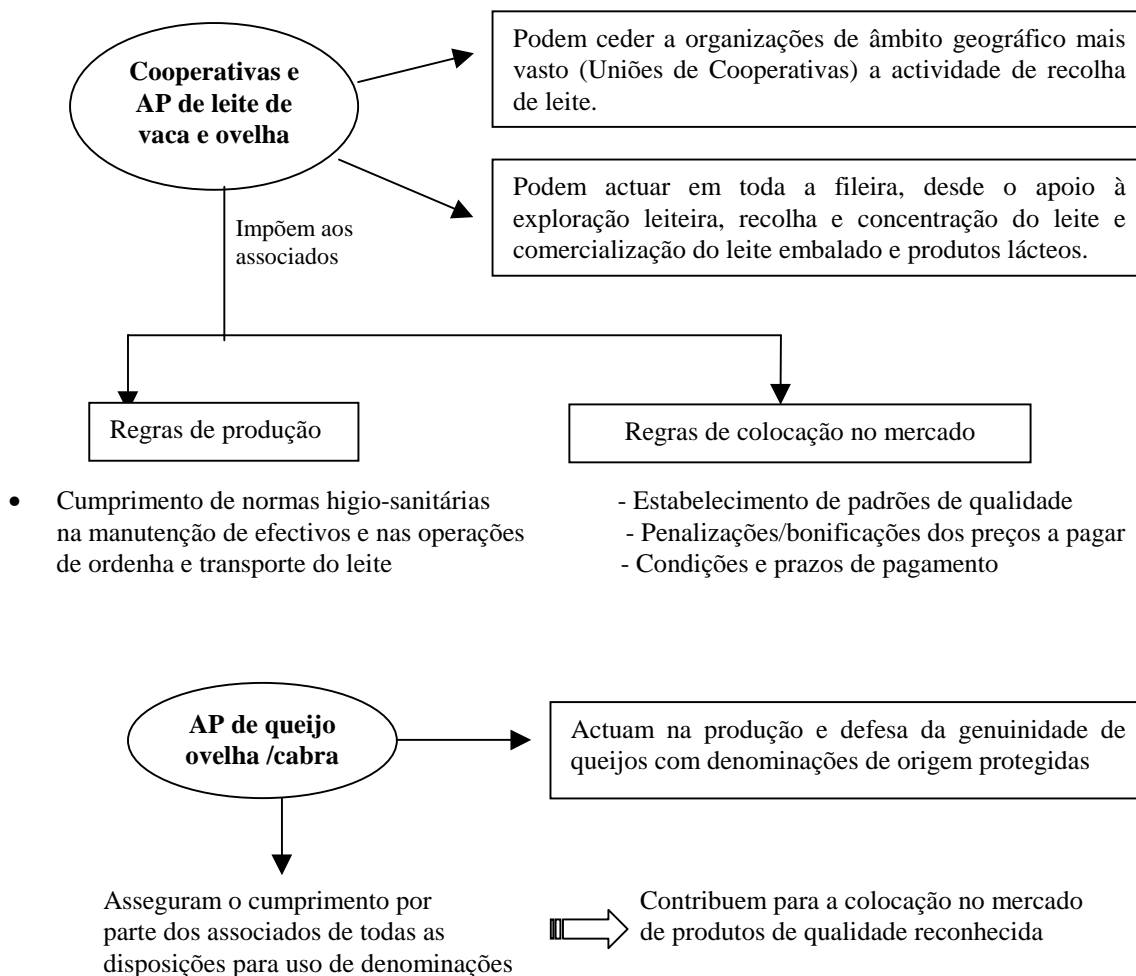 Cooperativas e
AP de leite de
vaca e ovelha
Podem ceder a organizações de âmbito geográfico mais
vasto (Uniões de Cooperativas) a actividade de recolha
de leite.
Podem actuar em toda a fileira, desde o apoio à
exploração leiteira, recolha e concentração do leite e
comercialização do leite embalado e produtos lácteos.
Impõem aos
associados
Regras de produção
Regras de colocação no mercado
• Cumprimento de normas higio-sanitárias
na manutenção de efectivos e nas operações
de ordenha e transporte do leite
- Estabelecimento de padrões de qualidade
- Penalizações/bonificações dos preços a pagar
- Condições e prazos de pagamento
AP de queijo
ovelha /cabra
Actuam na produção e defesa da genuinidade de
queijos com denominações de origem protegidas
Asseguram o cumprimento por
parte dos associados de todas as
disposições para uso de denominações
Contribuem para a colocação no mercado
de produtos de qualidade reconhecida